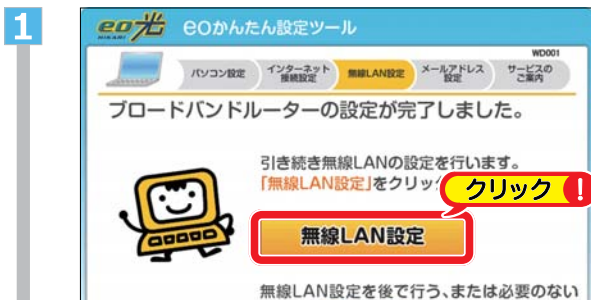 1
eo光 eoかんたん設定ツール
HIKARI
WD001
パソコン設定 インターネット接続設定 無線LAN設定 メールアドレス設定 サービスのご案内
ブロードバンドルーターの設定が完了しました。
引き続き無線LANの設定を行います。
「無線LAN設定」をクリッ
クリック!
無線LAN設定
無線LAN設定を後で行う、または必要のない